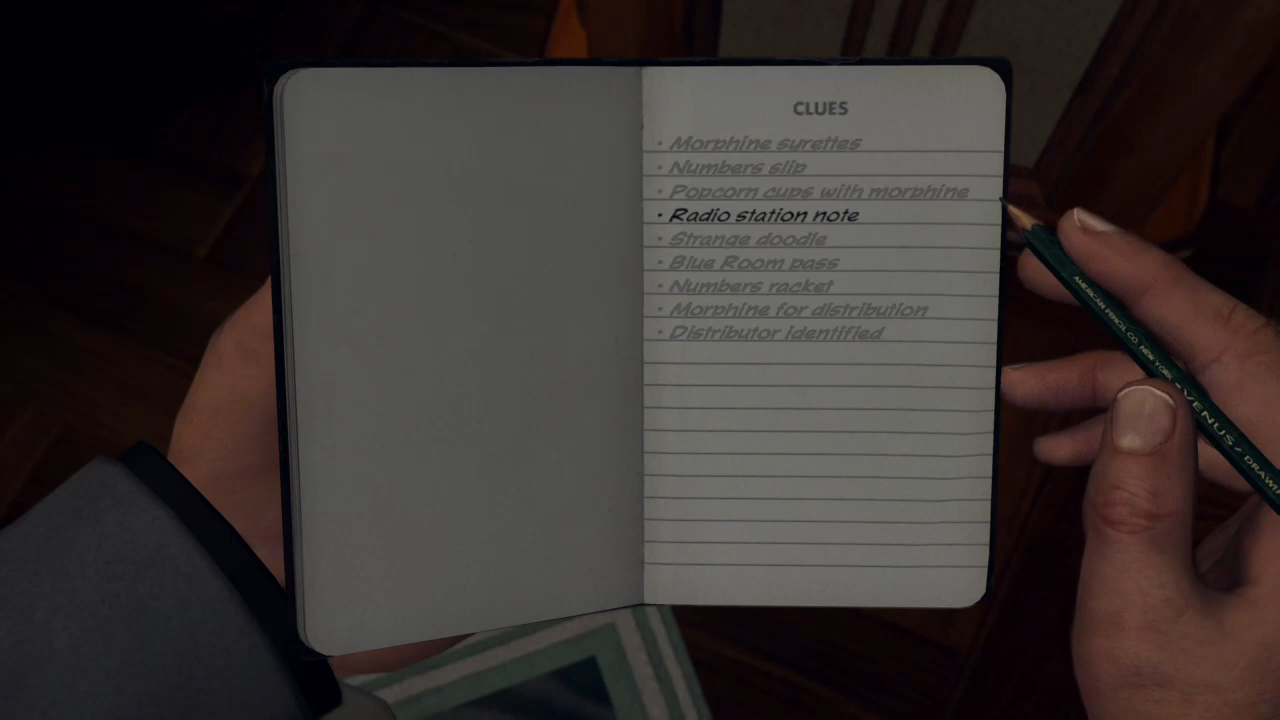 CLUES
• Morphine surettes
• Numbers slip
• Popcorn cups with morphine
• Radio station note
• Strange doodle
• Blue Room pass
• Numbers racket
• Morphine for distribution
• Distributor identified
AMERICAN PENCIL CO. NEW YORK VENUS DRAWI